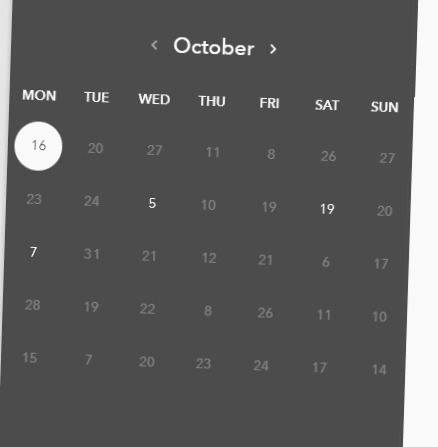 ‹ October ›
MON TUE WED THU FRI SAT SUN
16 20 27 11 8 26 27
23 24 5 10 19 19 20
7 31 21 12 21 6 17
28 19 22 8 26 11 10
15 7 20 23 24 17 14